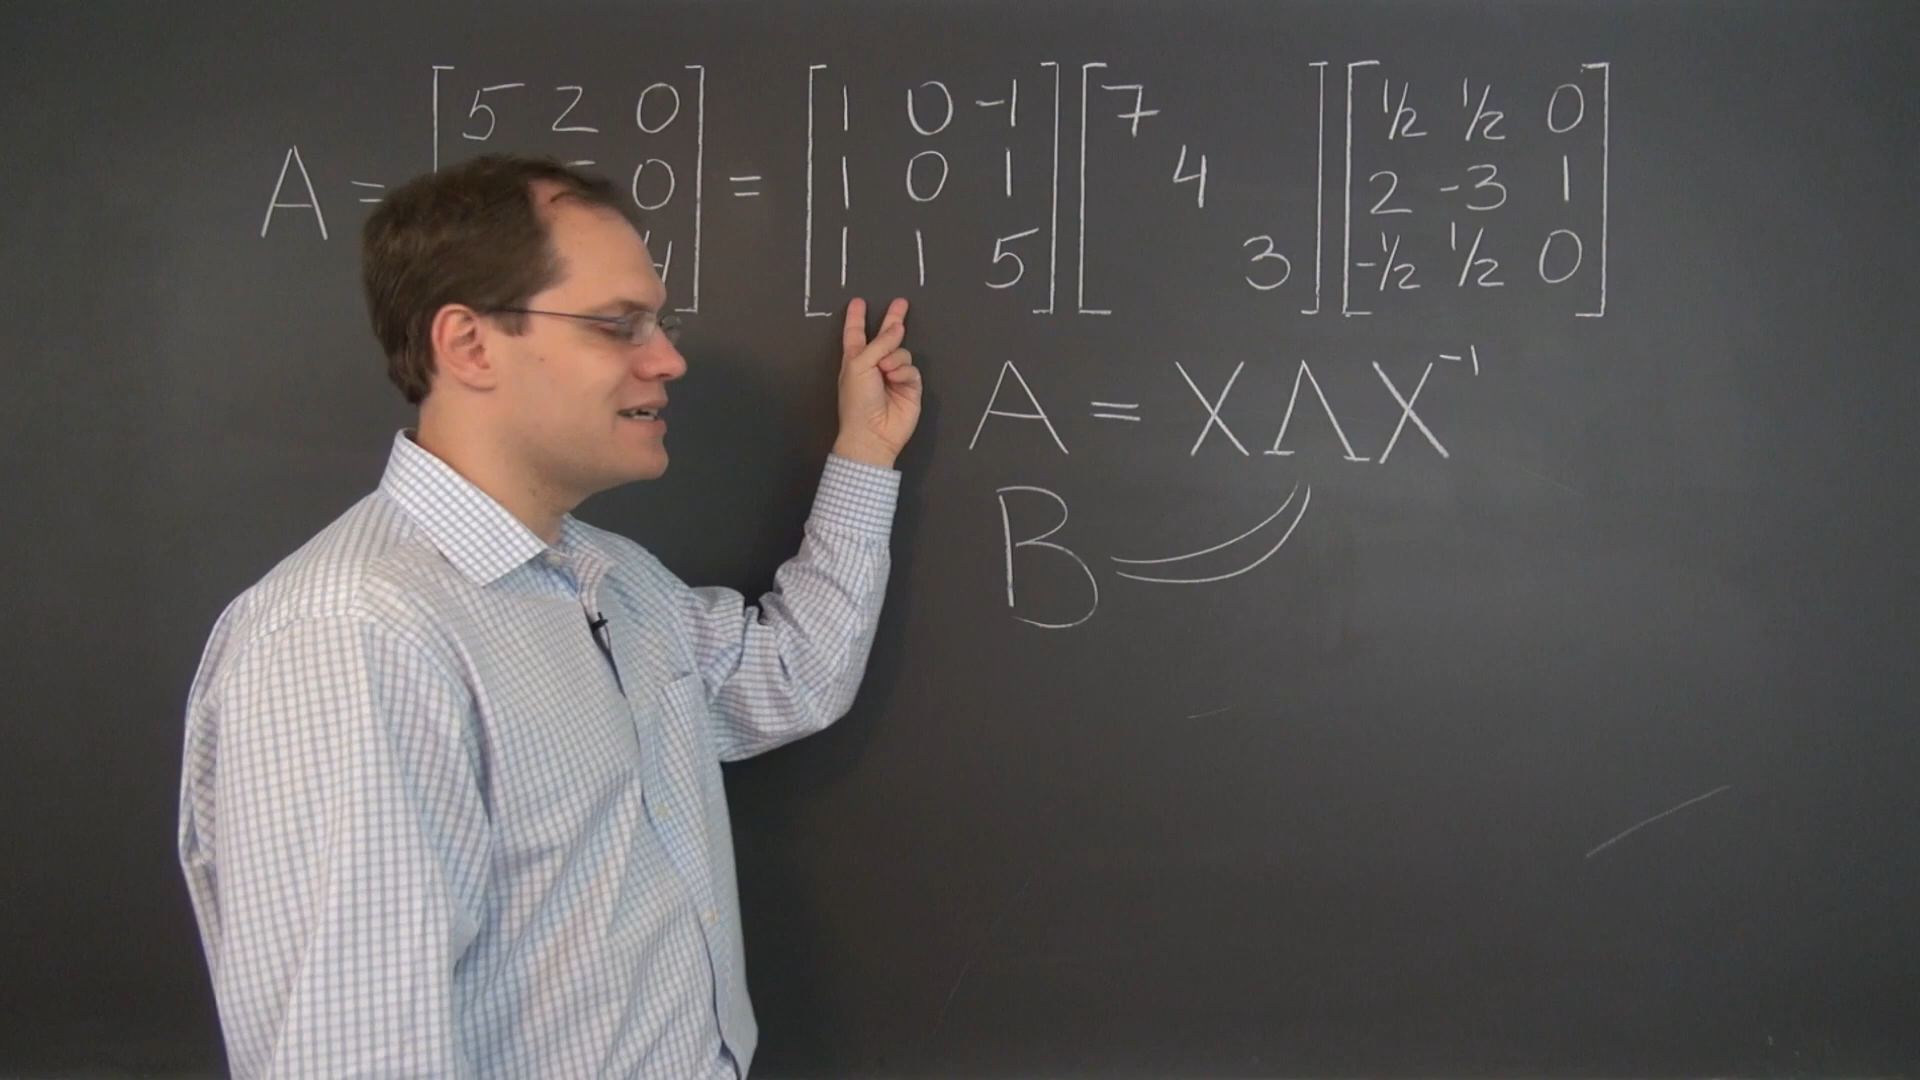 A = [5 2 0 0] = [1 0 -1] [7] [1/2 1/2 0]
[1 0 1] [4] [2 -3 1]
[1 1 5] [3] [-1/2 1/2 0]
A = XΛX⁻¹
B